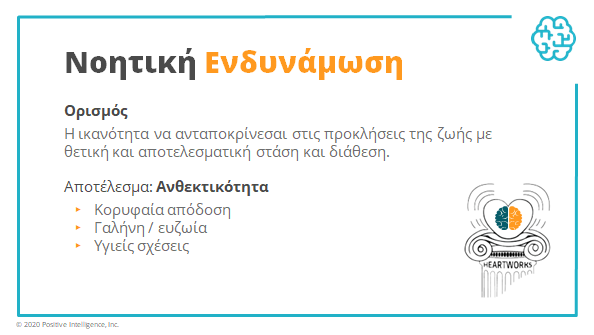 Νοητική Ενδυνάμωση
Ορισμός
Η ικανότητα να ανταποκρίνεσαι στις προκλήσεις της ζωής με
θετική και αποτελεσματική στάση και διάθεση.
Αποτέλεσμα: Ανθεκτικότητα
‣ Κορυφαία απόδοση
‣ Γαλήνη / ευζωία
‣ Υγιείς σχέσεις
HEARTWORKS
© 2020 Positive Intelligence, Inc.